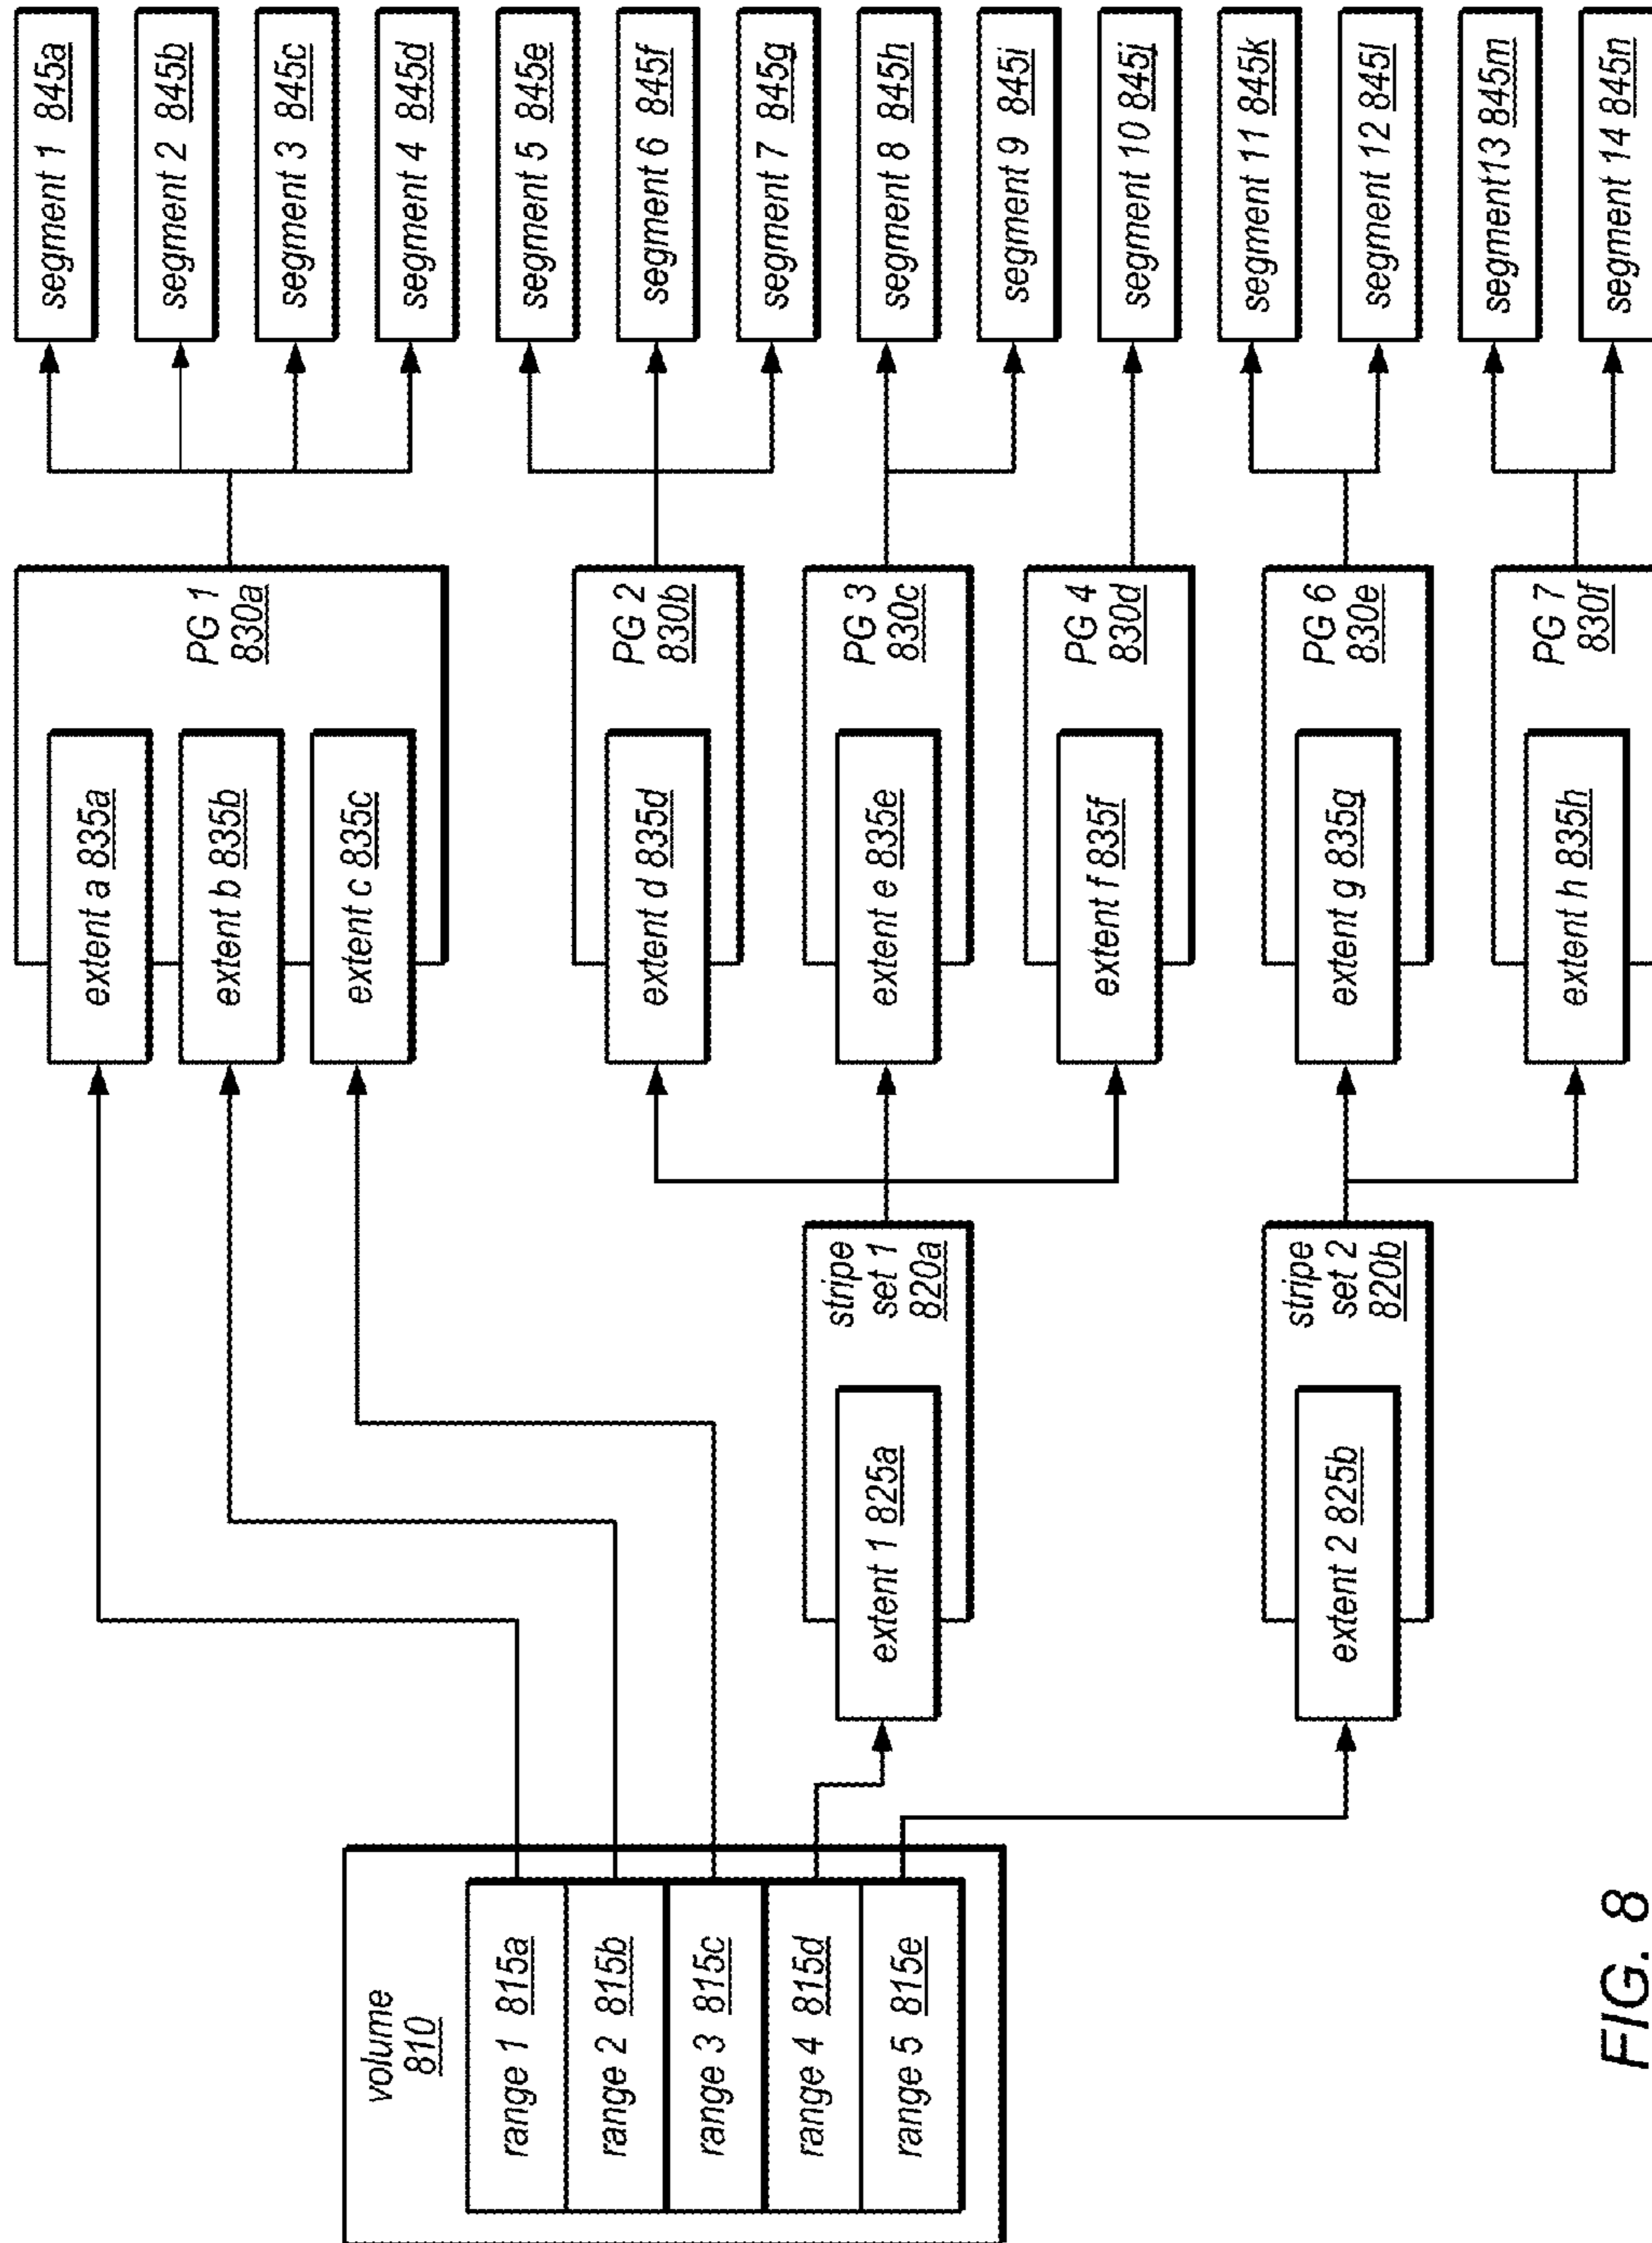 volume
810
range 1 815a
range 2 815b
range 3 815c
range 4 815d
range 5 815e
extent 1 825a
stripe
set 1
820a
extent 2 825b
stripe
set 2
820b
extent a 835a
extent b 835b
extent c 835c
PG 1
830a
extent d 835d
PG 2
830b
extent e 835e
PG 3
830c
extent f 835f
PG 4
830d
extent g 835g
PG 6
830e
extent h 835h
PG 7
830f
segment 1 845a
segment 2 845b
segment 3 845c
segment 4 845d
segment 5 845e
segment 6 845f
segment 7 845g
segment 8 845h
segment 9 845i
segment 10 845j
segment 11 845k
segment 12 845l
segment13 845m
segment 14 845n
FIG. 8